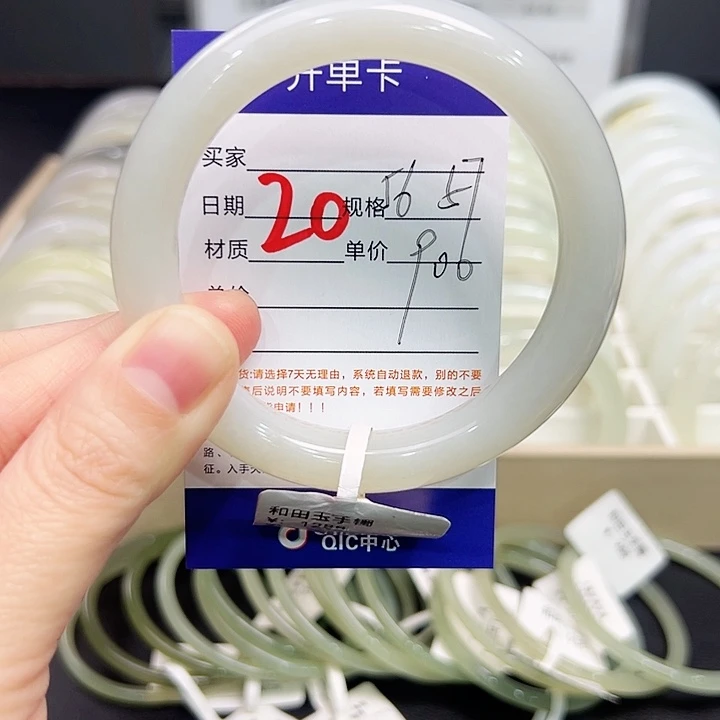 开单卡
买家
日期 20 规格 56 57
材质 单价 900
货:请选择7天无理由，系统自动退款，别的不要
后说明不要填写内容，若填写需要修改之后
申请！！！
路、
征。入手
和田玉手镯
QIC中心